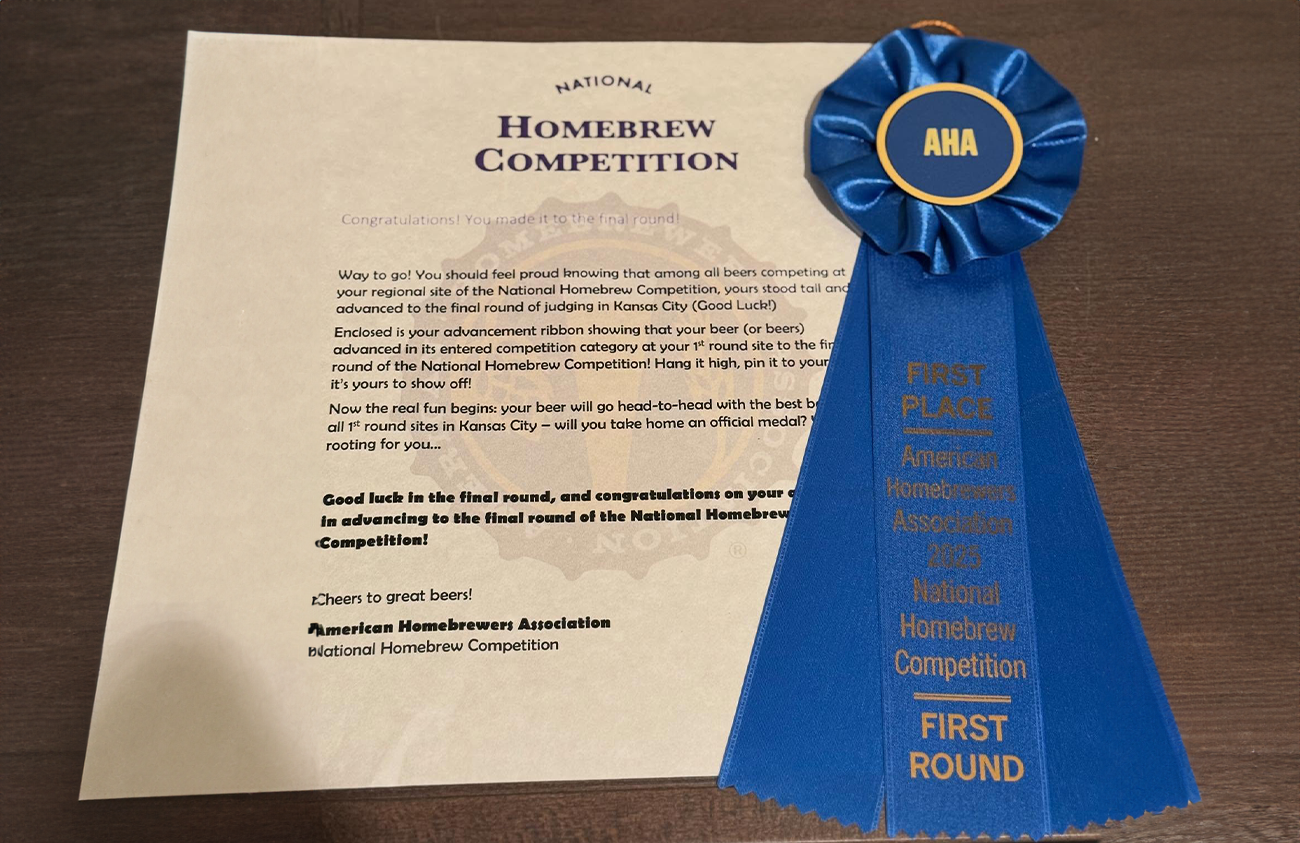 NATIONAL
HOMEBREW
COMPETITION
Congratulations! You made it to the final round!
Way to go! You should feel proud knowing that among all beers competing at
your regional site of the National Homebrew Competition, yours stood tall and
advanced to the final round of judging in Kansas City (Good Luck!)
Enclosed is your advancement ribbon showing that your beer (or beers)
advanced in its entered competition category at your 1st round site to the
round of the National Homebrew Competition! Hang it high, pin it to your
it's yours to show off!
Now the real fun begins: your beer will go head-to-head with the best
all 1st round sites in Kansas City – will you take home an official medal?
rooting for you...
Good luck in the final round, and congratulations on your
in advancing to the final round of the National Homebrew
Competition!
Cheers to great beers!
American Homebrewers Association
National Homebrew Competition
AHA
FIRST
PLACE
American
Homebrewers
Association
2025
National
Homebrew
Competition
FIRST
ROUND